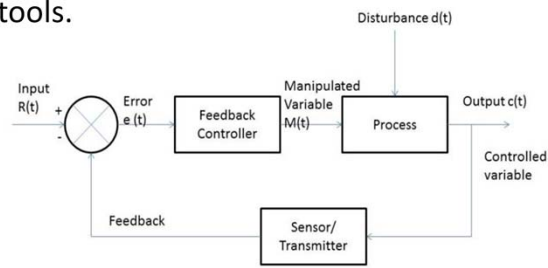 tools.
Disturbance d(t)
Input
R(t)
+
-
Error
e (t)
Feedback
Controller
Manipulated
Variable
M(t)
Process
Output c(t)
Controlled
variable
Feedback
Sensor/
Transmitter